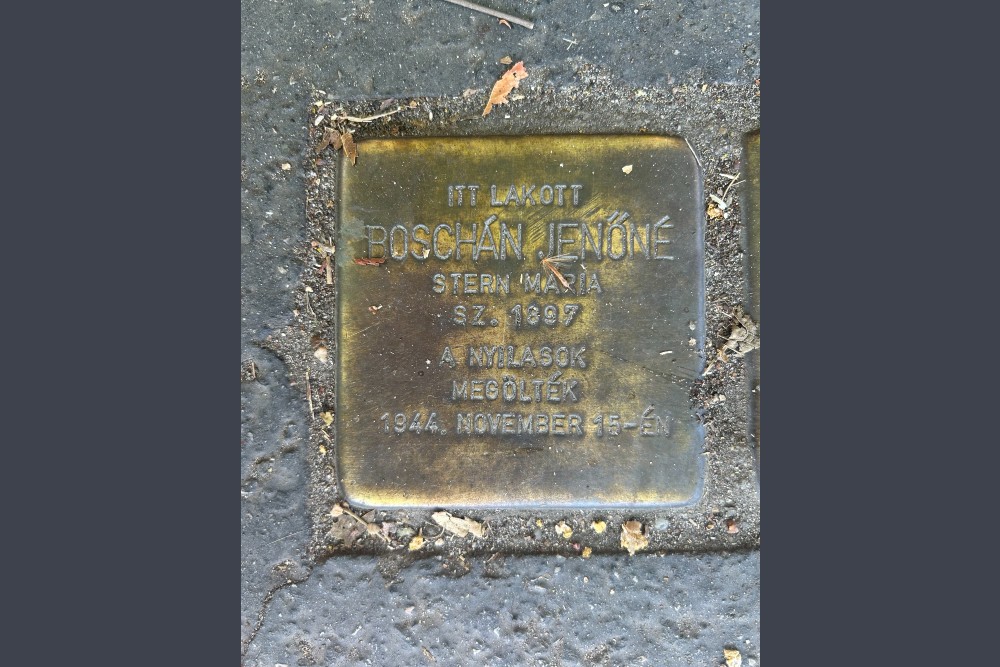 ITT LAKOTT
BOSCHÁN JENŐNÉ
STERN MÁRIA
SZ. 1897
A NYILASOK
MEGÖLTÉK
1944. NOVEMBER 15-ÉN